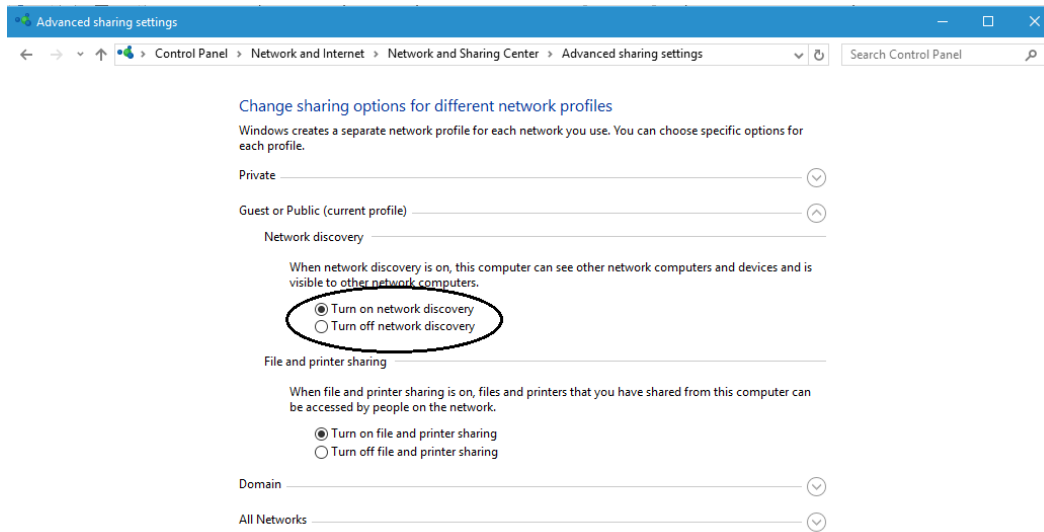 Advanced sharing settings
Control Panel > Network and Internet > Network and Sharing Center > Advanced sharing settings
Search Control Panel
Change sharing options for different network profiles
Windows creates a separate network profile for each network you use. You can choose specific options for
each profile.
Private
Guest or Public (current profile)
Network discovery
When network discovery is on, this computer can see other network computers and devices and is
visible to other network computers.
Turn on network discovery
Turn off network discovery
File and printer sharing
When file and printer sharing is on, files and printers that you have shared from this computer can
be accessed by people on the network.
Turn on file and printer sharing
Turn off file and printer sharing
Domain
All Networks